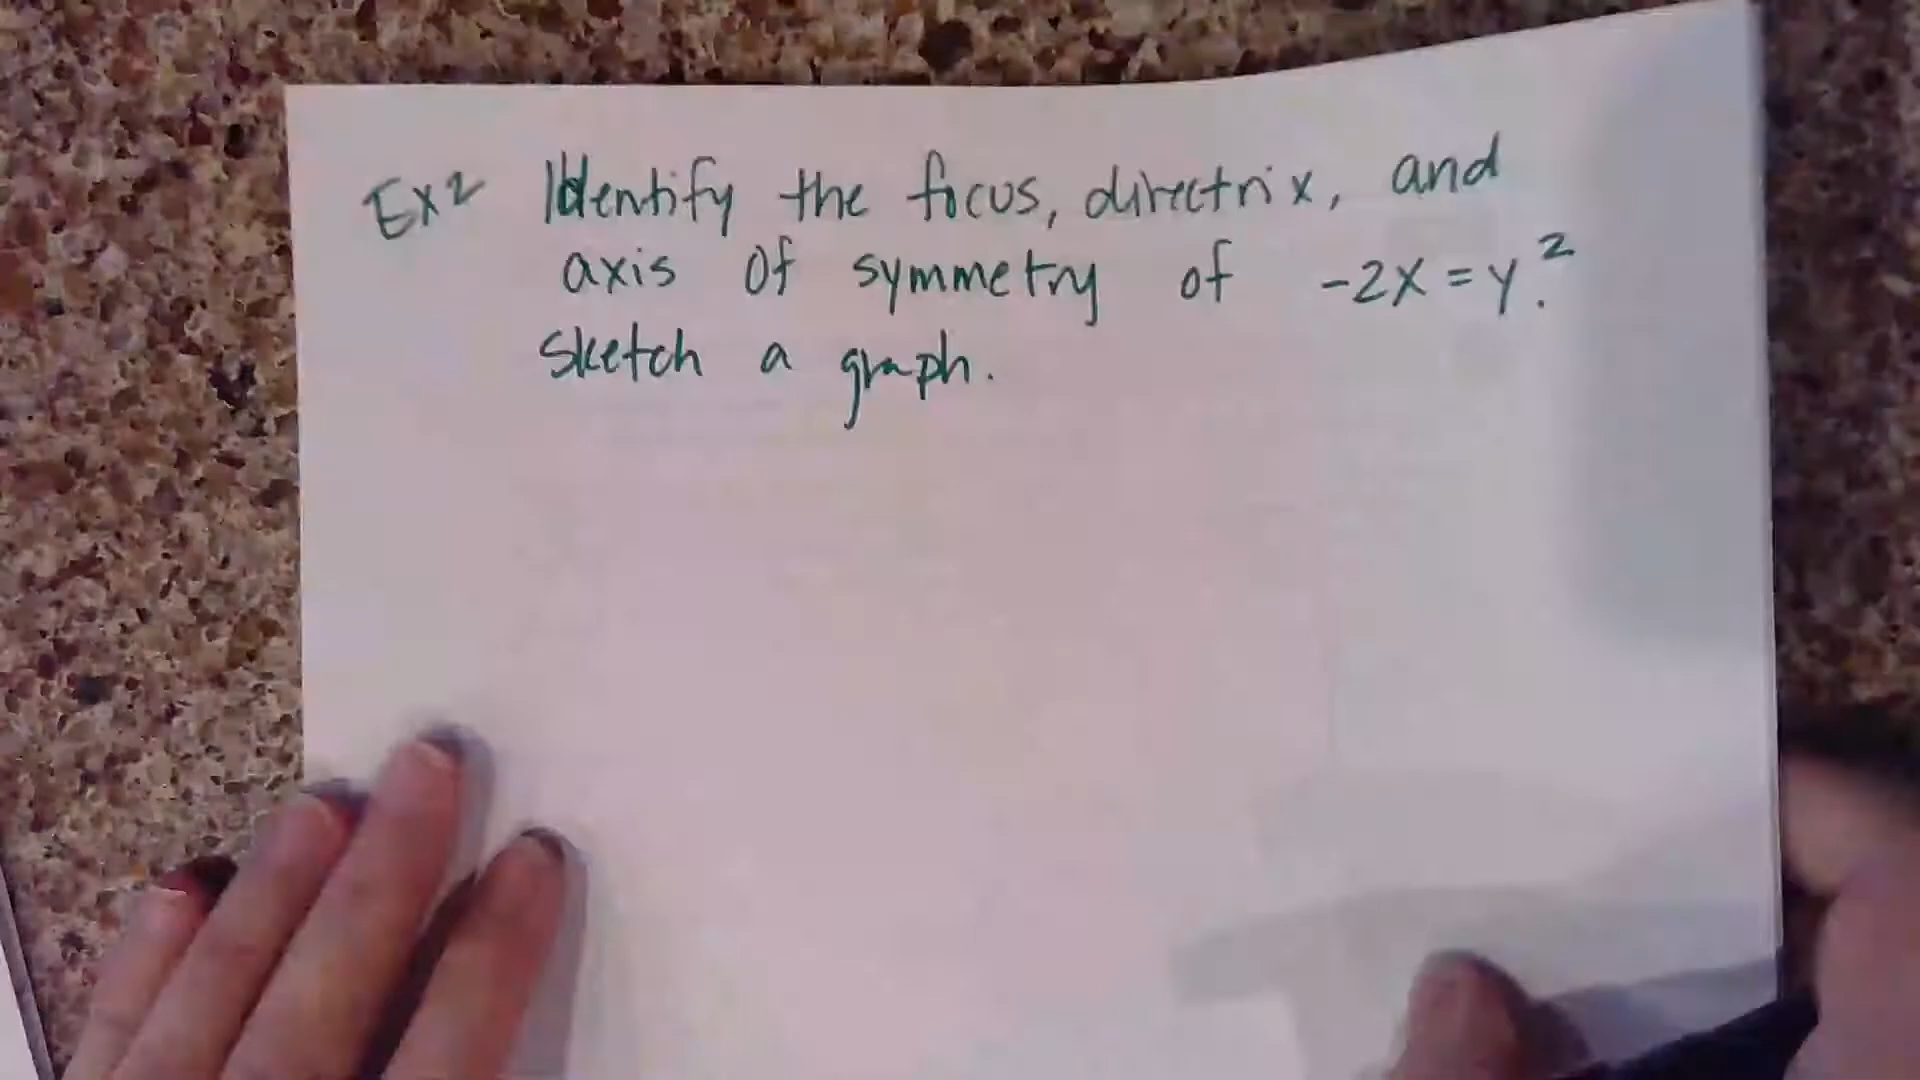 Ex2 Identify the focus, directrix, and
axis of symmetry of -2x = y².
Sketch a graph.